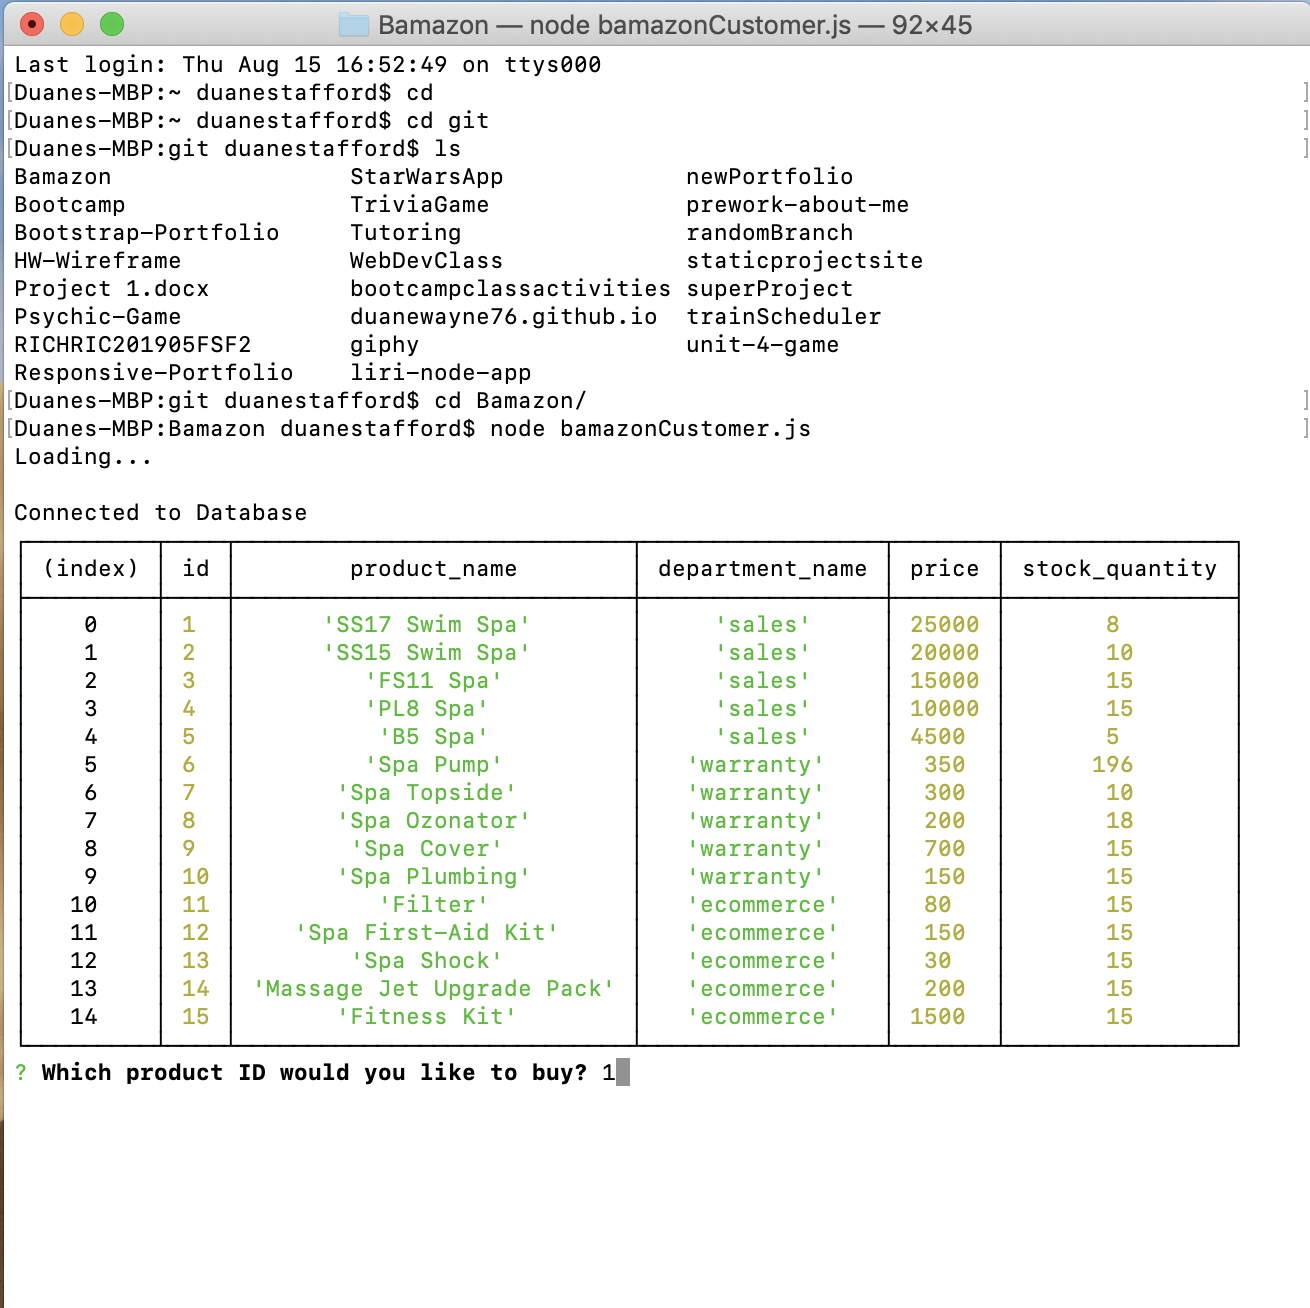 Bamazon — node bamazonCustomer.js — 92×45
Last login: Thu Aug 15 16:52:49 on ttys000
[Duanes-MBP:~ duanestafford$ cd ]
[Duanes-MBP:~ duanestafford$ cd git ]
[Duanes-MBP:git duanestafford$ ls ]
Bamazon StarWarsApp newPortfolio
Bootcamp TriviaGame prework-about-me
Bootstrap-Portfolio Tutoring randomBranch
HW-Wireframe WebDevClass staticprojectsite
Project 1.docx bootcampclassactivities superProject
Psychic-Game duanewayne76.github.io trainScheduler
RICHRIC201905FSF2 giphy unit-4-game
Responsive-Portfolio liri-node-app
[Duanes-MBP:git duanestafford$ cd Bamazon/ ]
[Duanes-MBP:Bamazon duanestafford$ node bamazonCustomer.js ]
Loading...
Connected to Database
(index) id product_name department_name price stock_quantity
0 1 'SS17 Swim Spa' 'sales' 25000 8
1 2 'SS15 Swim Spa' 'sales' 20000 10
2 3 'FS11 Spa' 'sales' 15000 15
3 4 'PL8 Spa' 'sales' 10000 15
4 5 'B5 Spa' 'sales' 4500 5
5 6 'Spa Pump' 'warranty' 350 196
6 7 'Spa Topside' 'warranty' 300 10
7 8 'Spa Ozonator' 'warranty' 200 18
8 9 'Spa Cover' 'warranty' 700 15
9 10 'Spa Plumbing' 'warranty' 150 15
10 11 'Filter' 'ecommerce' 80 15
11 12 'Spa First-Aid Kit' 'ecommerce' 150 15
12 13 'Spa Shock' 'ecommerce' 30 15
13 14 'Massage Jet Upgrade Pack' 'ecommerce' 200 15
14 15 'Fitness Kit' 'ecommerce' 1500 15
? Which product ID would you like to buy? 1